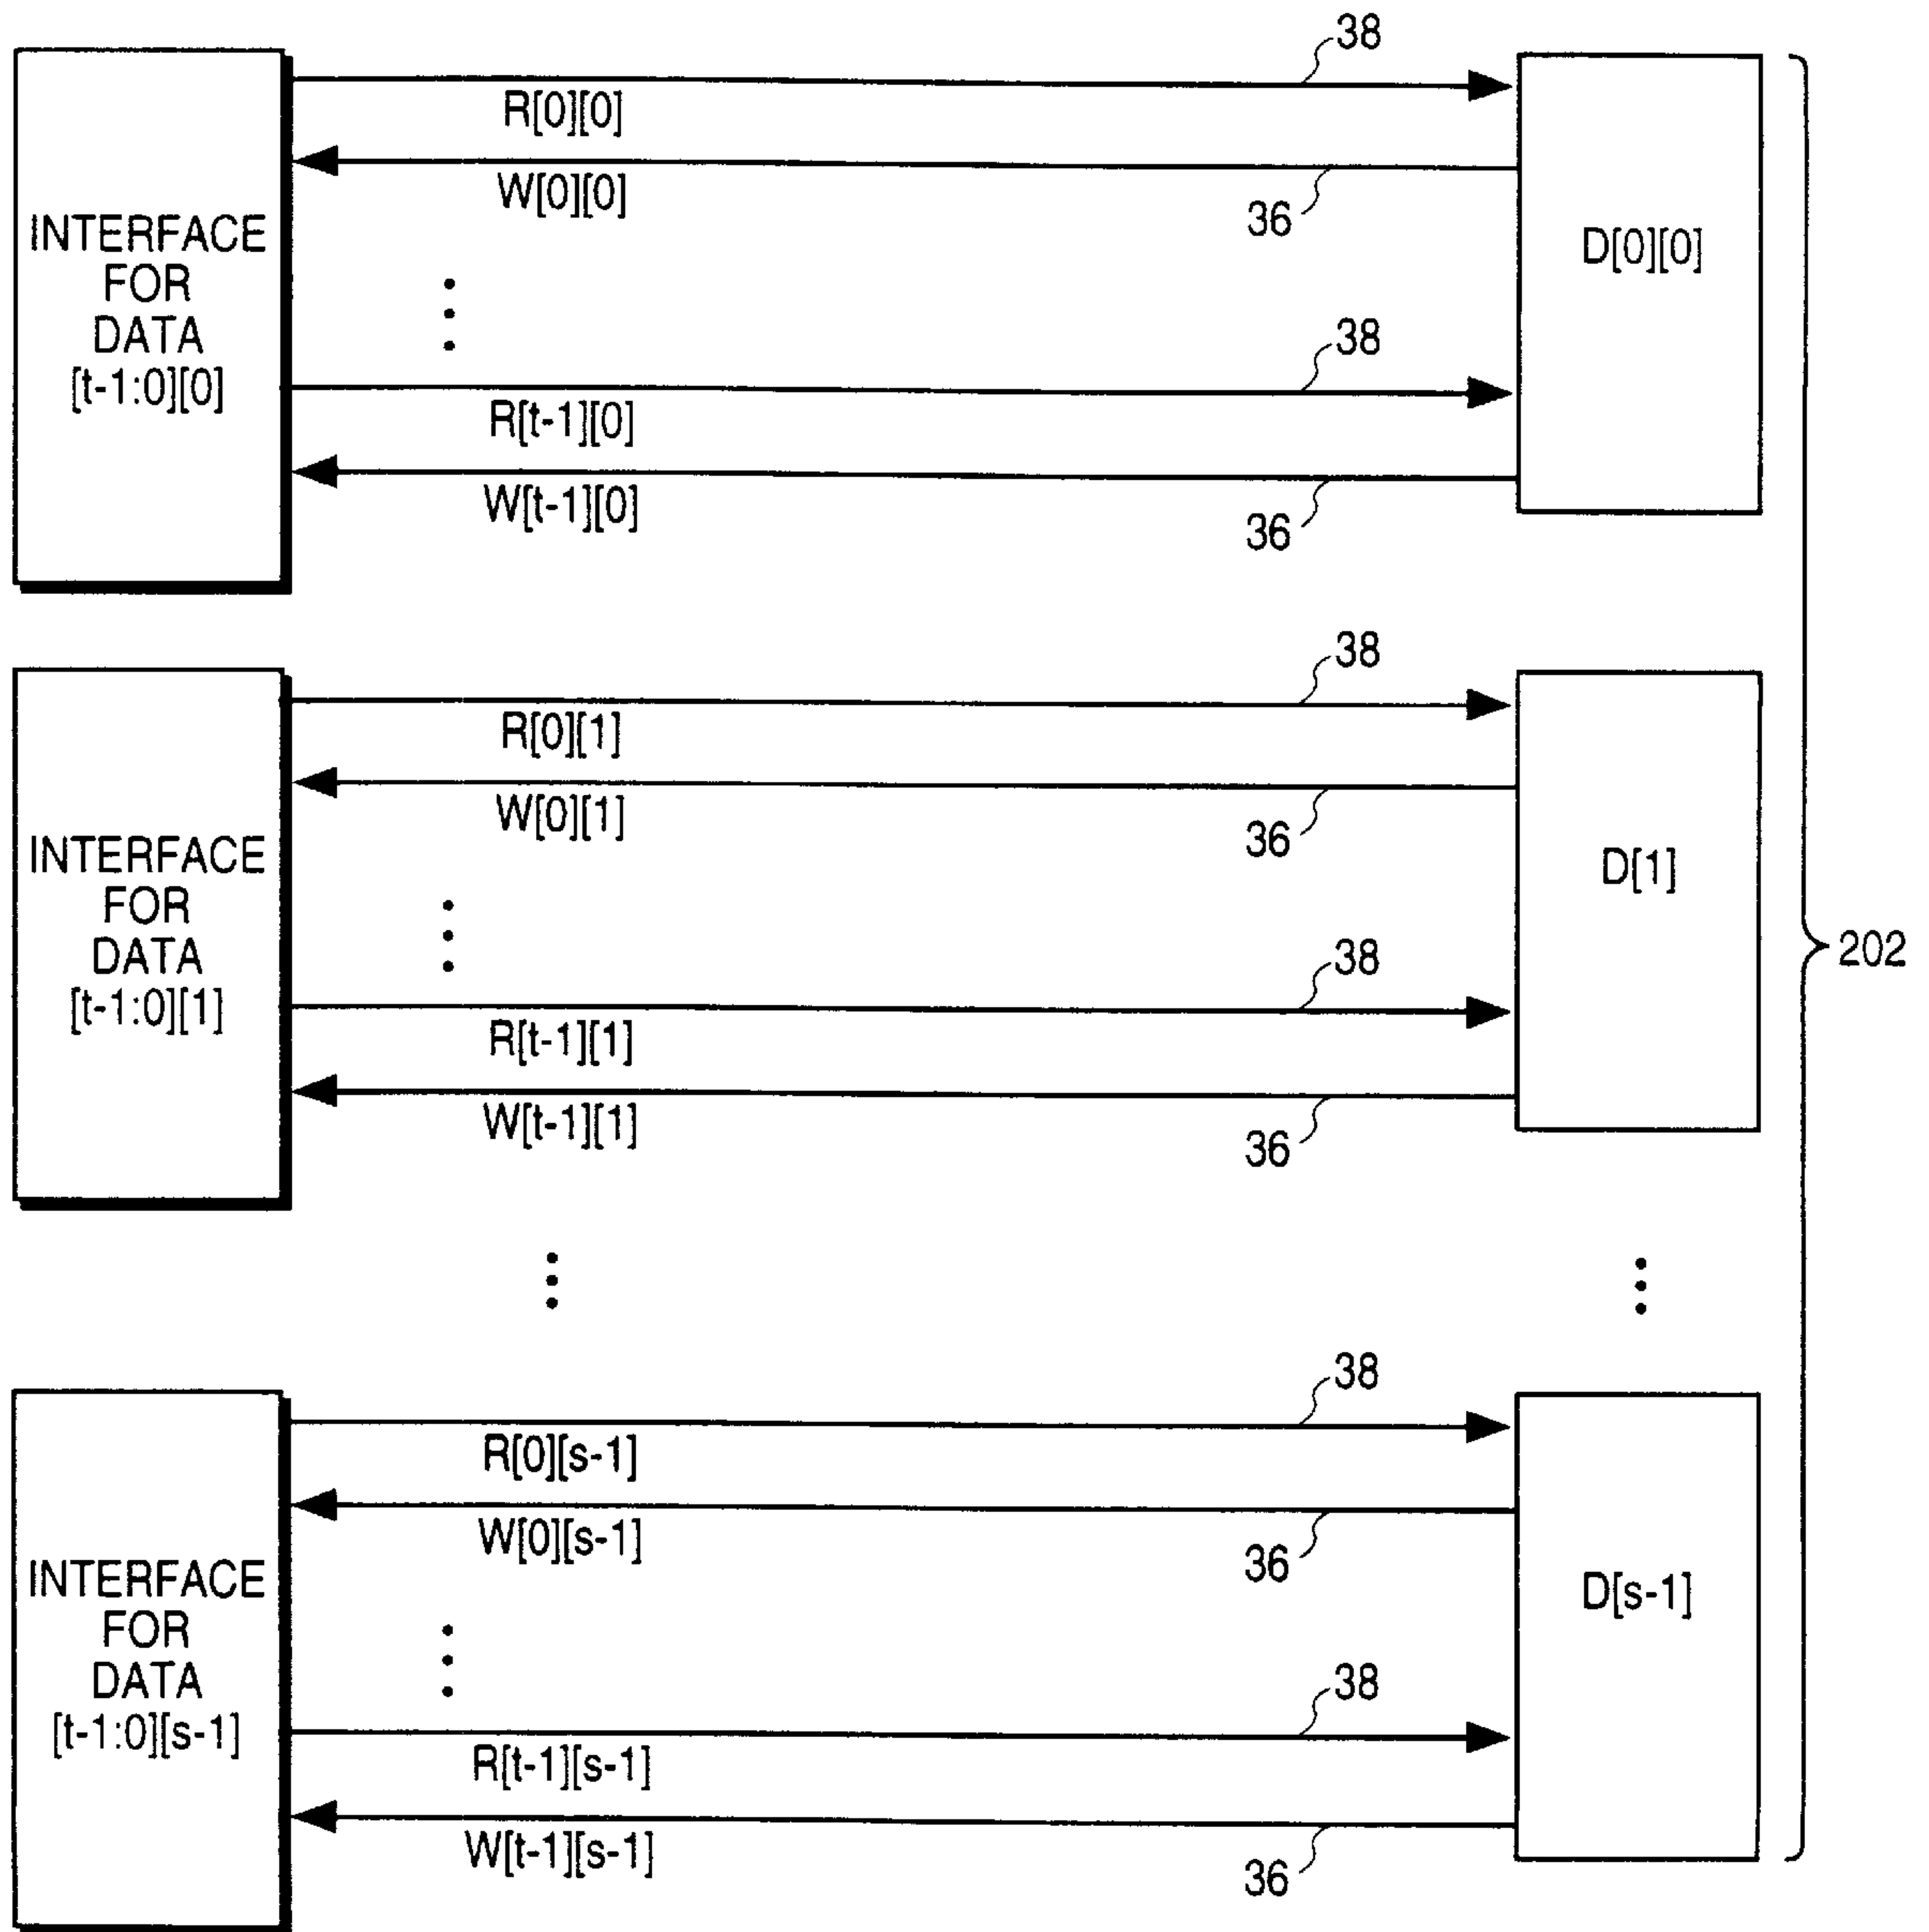 38
R[0][0]
W[0][0]
36
INTERFACE
FOR
DATA
[t-1:0][0]
D[0][0]
38
R[t-1][0]
W[t-1][0]
36
38
R[0][1]
W[0][1]
36
INTERFACE
FOR
DATA
[t-1:0][1]
D[1]
202
38
R[t-1][1]
W[t-1][1]
36
38
R[0][s-1]
W[0][s-1]
36
INTERFACE
FOR
DATA
[t-1:0][s-1]
D[s-1]
38
R[t-1][s-1]
W[t-1][s-1]
36